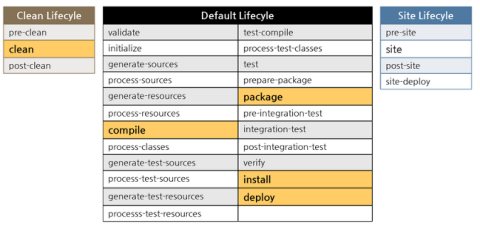 Clean Lifecyle
pre-clean
clean
post-clean
Default Lifecyle
validate
initialize
generate-sources
process-sources
generate-resources
process-resources
compile
process-classes
generate-test-sources
process-test-sources
generate-test-resources
processs-test-resources
test-compile
process-test-classes
test
prepare-package
package
pre-integration-test
integration-test
post-integration-test
verify
install
deploy
Site Lifecyle
pre-site
site
post-site
site-deploy